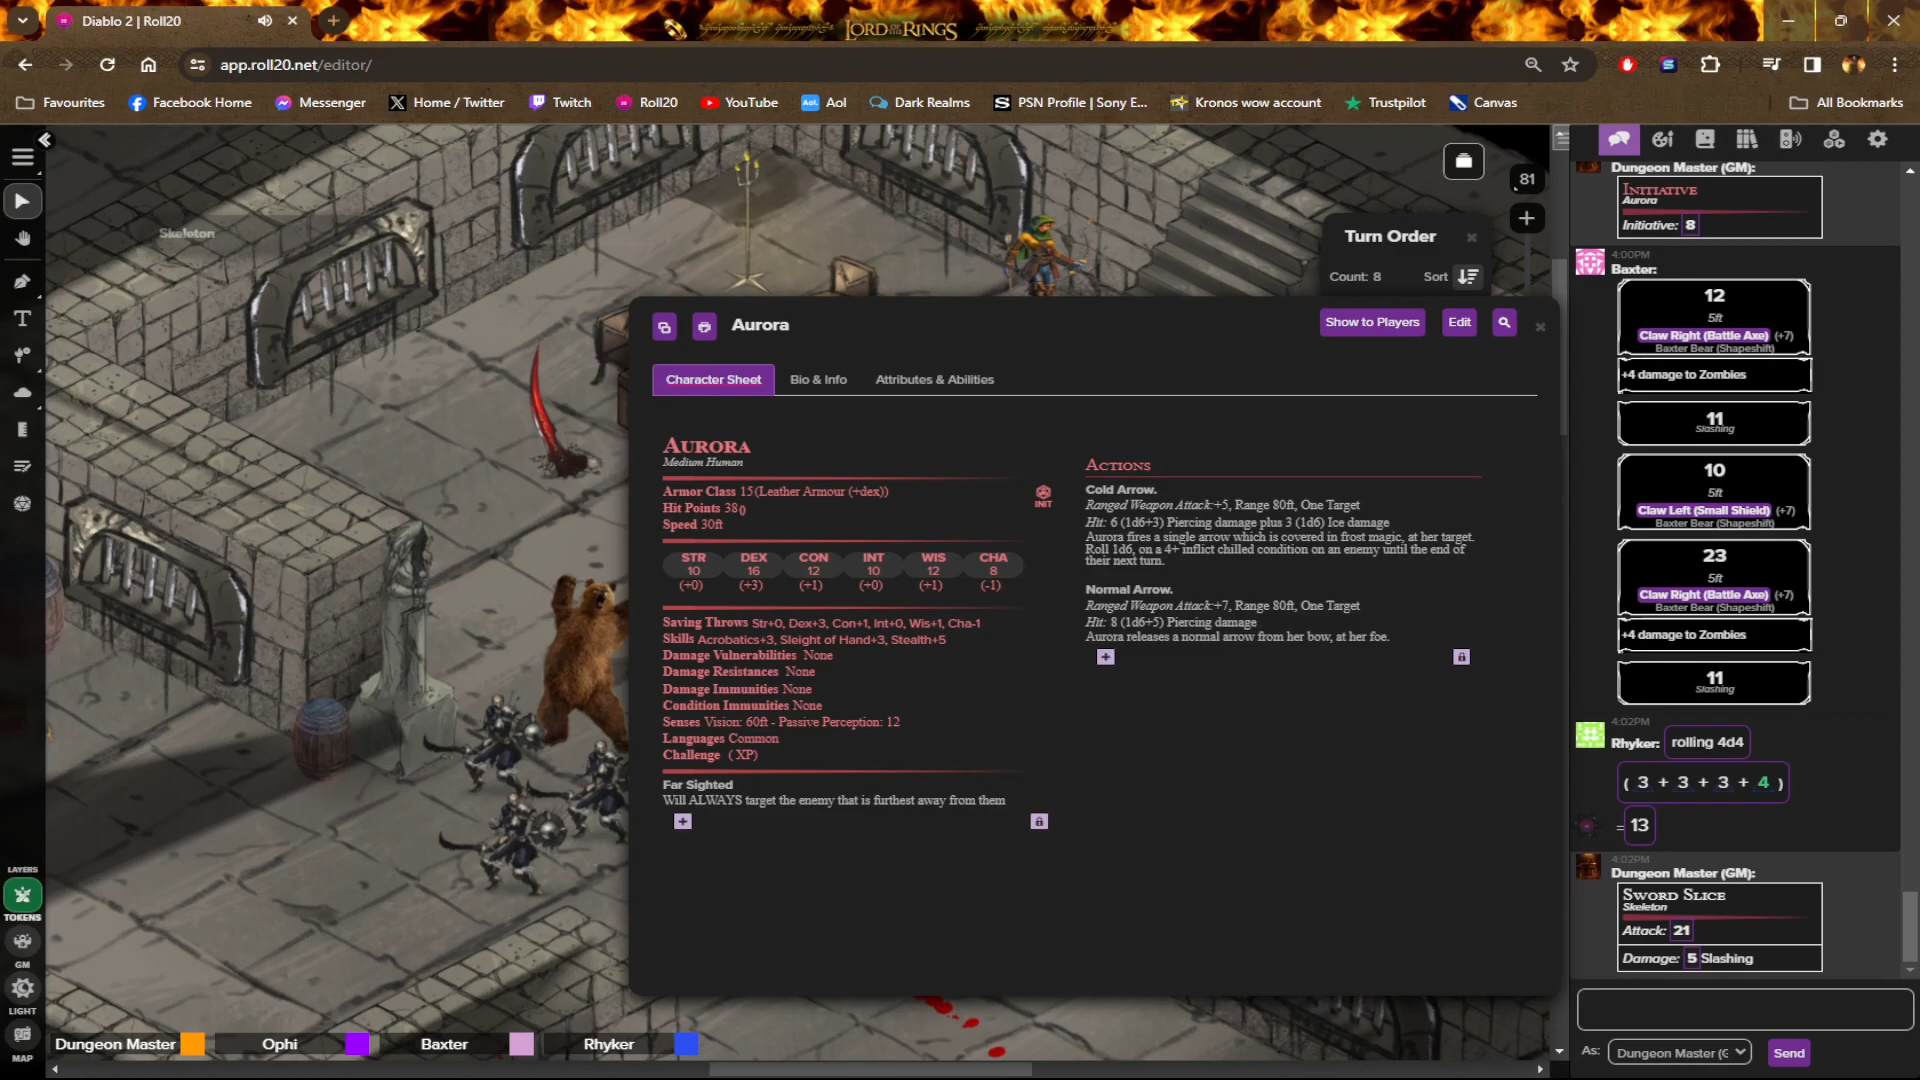 Diablo 2 | Roll20
THE LORD OF THE RINGS
app.roll20.net/editor/
Favourites
Facebook Home
Messenger
Home / Twitter
Twitch
Roll20
YouTube
Aol
Dark Realms
PSN Profile | Sony E...
Kronos wow account
Trustpilot
Canvas
All Bookmarks
Skeleton
81
Turn Order
Count: 8
Sort
Aurora
Show to Players
Edit
Character Sheet
Bio & Info
Attributes & Abilities
AURORA
Medium Human
Armor Class 15(Leather Armour (+dex))
Hit Points 38()
Speed 30ft
INIT
STR
DEX
CON
INT
WIS
CHA
10
16
12
10
12
8
(+0)
(+3)
(+1)
(+0)
(+1)
(-1)
Saving Throws Str+0, Dex+3, Con+1, Int+0, Wis+1, Cha-1
Skills Acrobatics+3, Sleight of Hand+3, Stealth+5
Damage Vulnerabilities None
Damage Resistances None
Damage Immunities None
Condition Immunities None
Senses Vision: 60ft - Passive Perception: 12
Languages Common
Challenge ( XP)
Far Sighted
Will ALWAYS target the enemy that is furthest away from them
ACTIONS
Cold Arrow.
Ranged Weapon Attack:+5, Range 80ft, One Target
Hit: 6 (1d6+3) Piercing damage plus 3 (1d6) Ice damage
Aurora fires a single arrow which is covered in frost magic, at her target.
Roll 1d6, on a 4+ inflict chilled condition on an enemy until the end of
their next turn.
Normal Arrow.
Ranged Weapon Attack:+7, Range 80ft, One Target
Hit: 8 (1d6+5) Piercing damage
Aurora releases a normal arrow from her bow, at her foe.
Dungeon Master (GM):
INITIATIVE
Aurora
Initiative: 8
4:00PM
Baxter:
12
5ft
Claw Right (Battle Axe) (+7)
Baxter Bear (Shapeshift)
+4 damage to Zombies
11
Slashing
10
5ft
Claw Left (Small Shield) (+7)
Baxter Bear (Shapeshift)
23
5ft
Claw Right (Battle Axe) (+7)
Baxter Bear (Shapeshift)
+4 damage to Zombies
11
Slashing
4:02PM
Rhyker: rolling 4d4
( 3 + 3 + 3 + 4 )
= 13
4:02PM
Dungeon Master (GM):
SWORD SLICE
Skeleton
Attack: 21
Damage: 5 Slashing
As: Dungeon Master (G
Send
LAYERS
TOKENS
GM
LIGHT
MAP
Dungeon Master
Ophi
Baxter
Rhyker